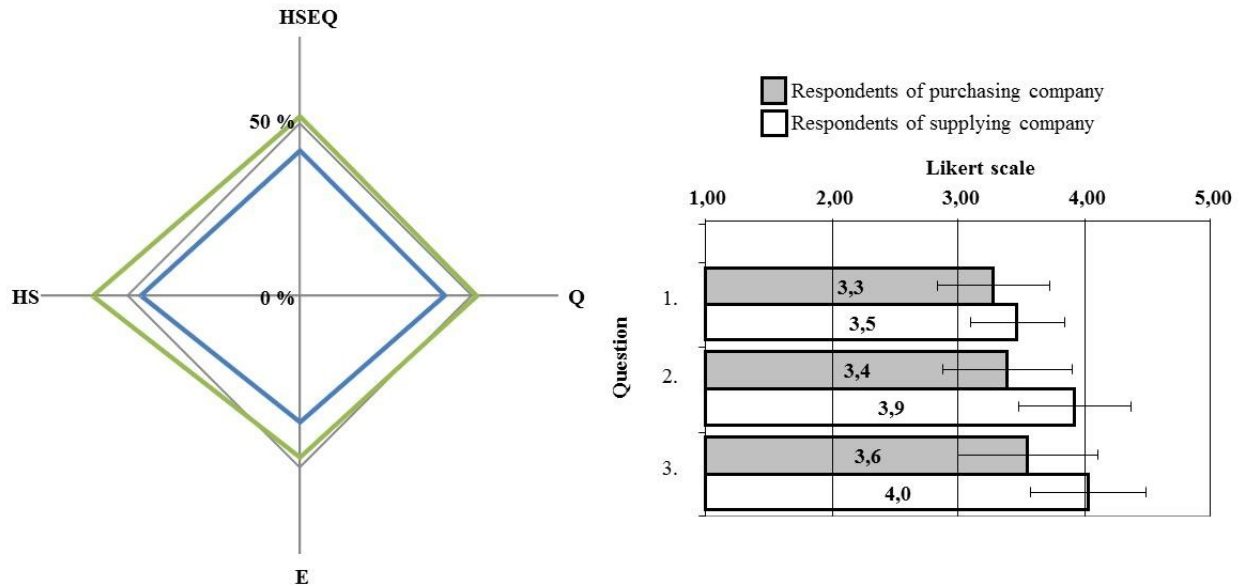 HSEQ
50 %
HS
0 %
Q
E
Respondents of purchasing company
Respondents of supplying company
Likert scale
1,00 2,00 3,00 4,00 5,00
Question
1.
3,3
3,5
2.
3,4
3,9
3.
3,6
4,0